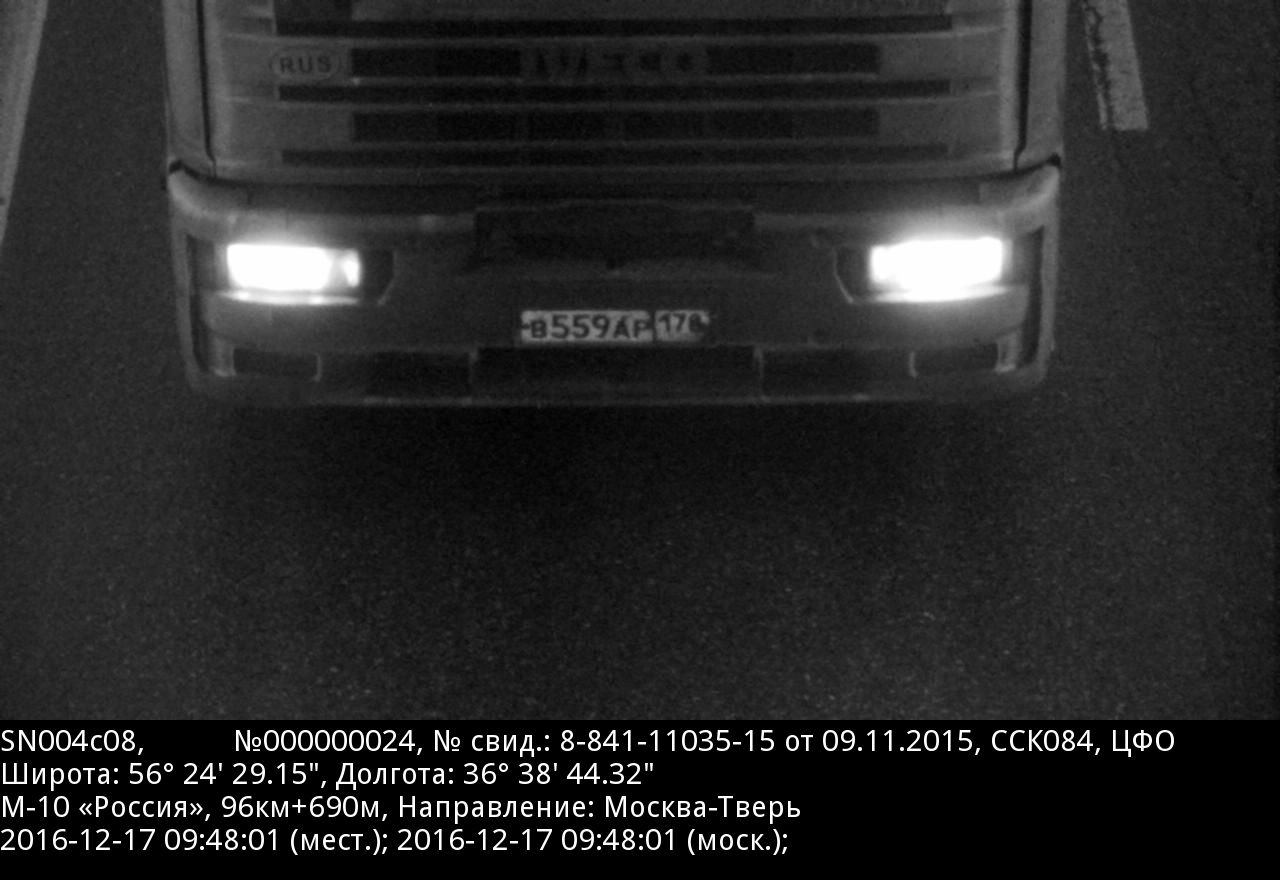 RUS
IVECO
В559АР 178
SN004c08, №000000024, № свид.: 8-841-11035-15 от 09.11.2015, ССК084, ЦФО
Широта: 56° 24' 29.15", Долгота: 36° 38' 44.32"
М-10 «Россия», 96км+690м, Направление: Москва-Тверь
2016-12-17 09:48:01 (мест.); 2016-12-17 09:48:01 (моск.);